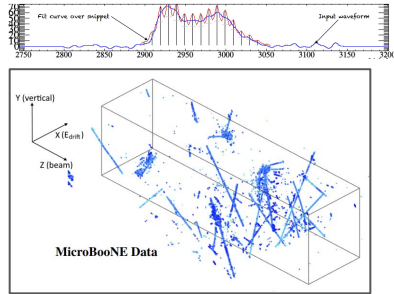 70
60
50
40
30
20
10
0
Fit curve over snippet
Input waveform
2750 2800 2850 2900 2950 3000 3050 3100 3150 3200
Y (vertical)
X (Edrift)
Z (beam)
MicroBooNE Data